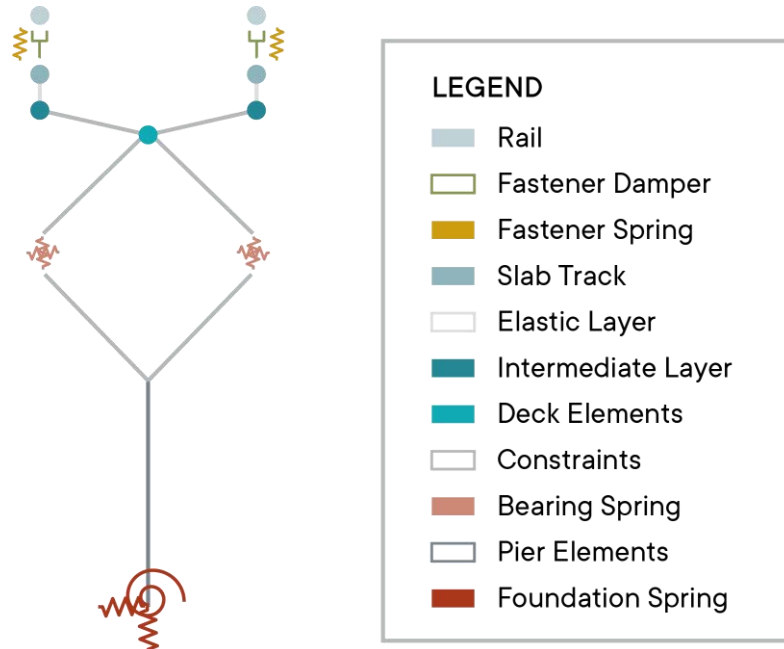 LEGEND
Rail
Fastener Damper
Fastener Spring
Slab Track
Elastic Layer
Intermediate Layer
Deck Elements
Constraints
Bearing Spring
Pier Elements
Foundation Spring